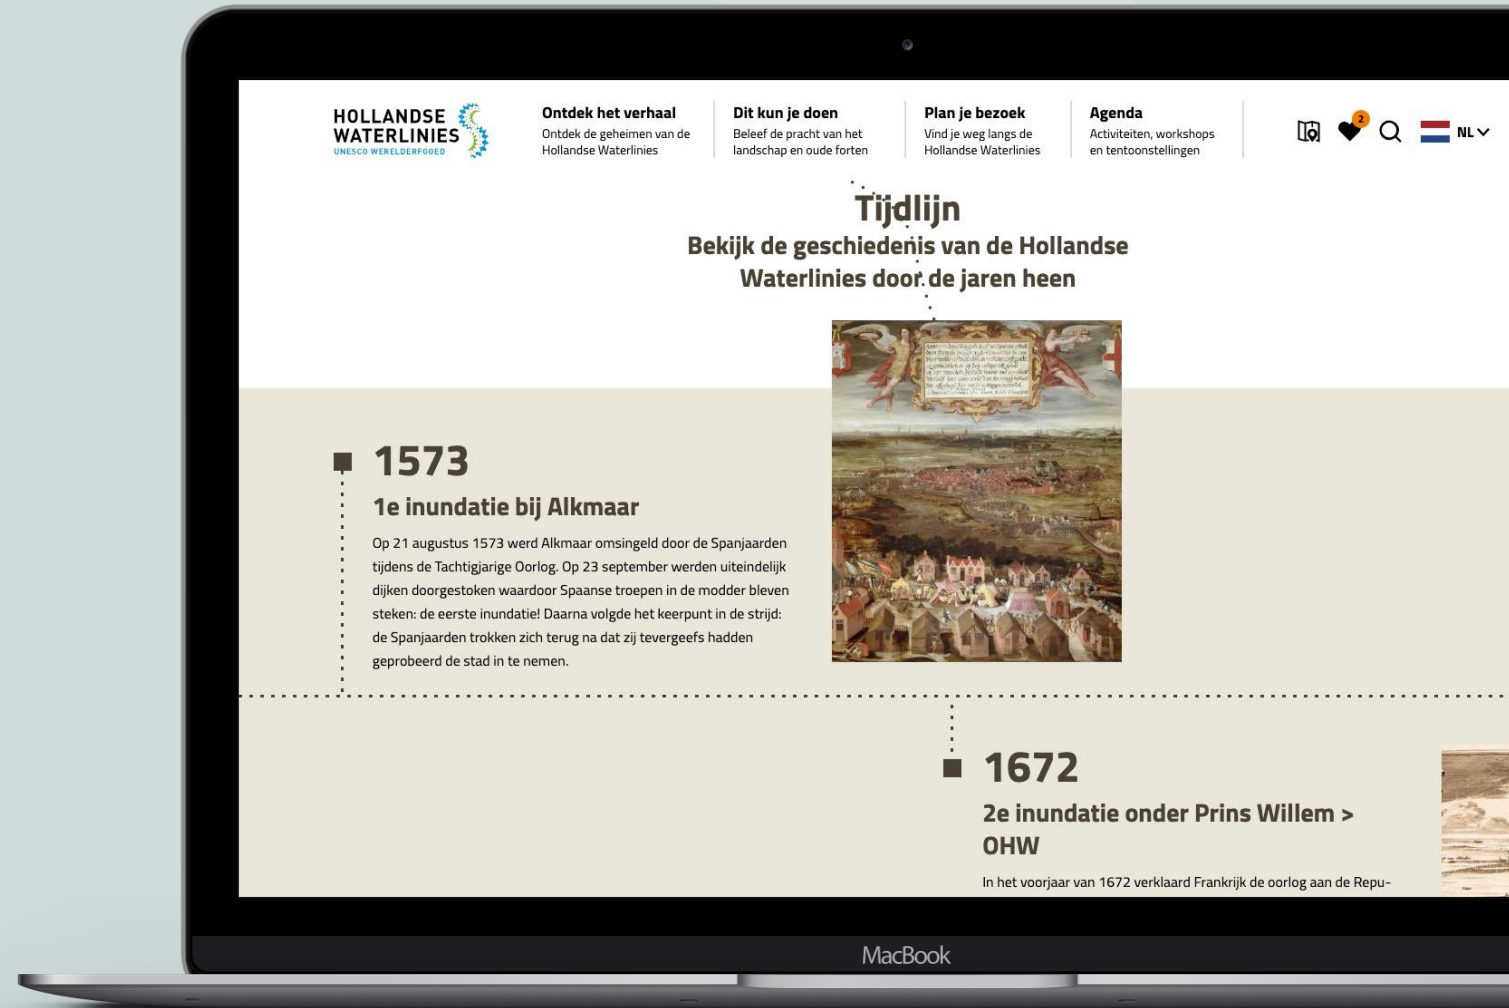 HOLLANDSE
WATERLINIES
UNESCO WERELDERFGOED
Ontdek het verhaal
Ontdek de geheimen van de
Hollandse Waterlinies
Dit kun je doen
Beleef de pracht van het
landschap en oude forten
Plan je bezoek
Vind je weg langs de
Hollandse Waterlinies
Agenda
Activiteiten, workshops
en tentoonstellingen
2
NL
Tijdlijn
Bekijk de geschiedenis van de Hollandse
Waterlinies door de jaren heen
1573
1e inundatie bij Alkmaar
Op 21 augustus 1573 werd Alkmaar omsingeld door de Spanjaarden
tijdens de Tachtigjarige Oorlog. Op 23 september werden uiteindelijk
dijken doorgestoken waardoor Spaanse troepen in de modder bleven
steken: de eerste inundatie! Daarna volgde het keerpunt in de strijd:
de Spanjaarden trokken zich terug na dat zij tevergeefs hadden
geprobeerd de stad in te nemen.
1672
2e inundatie onder Prins Willem >
OHW
In het voorjaar van 1672 verklaard Frankrijk de oorlog aan de Repu-
MacBook